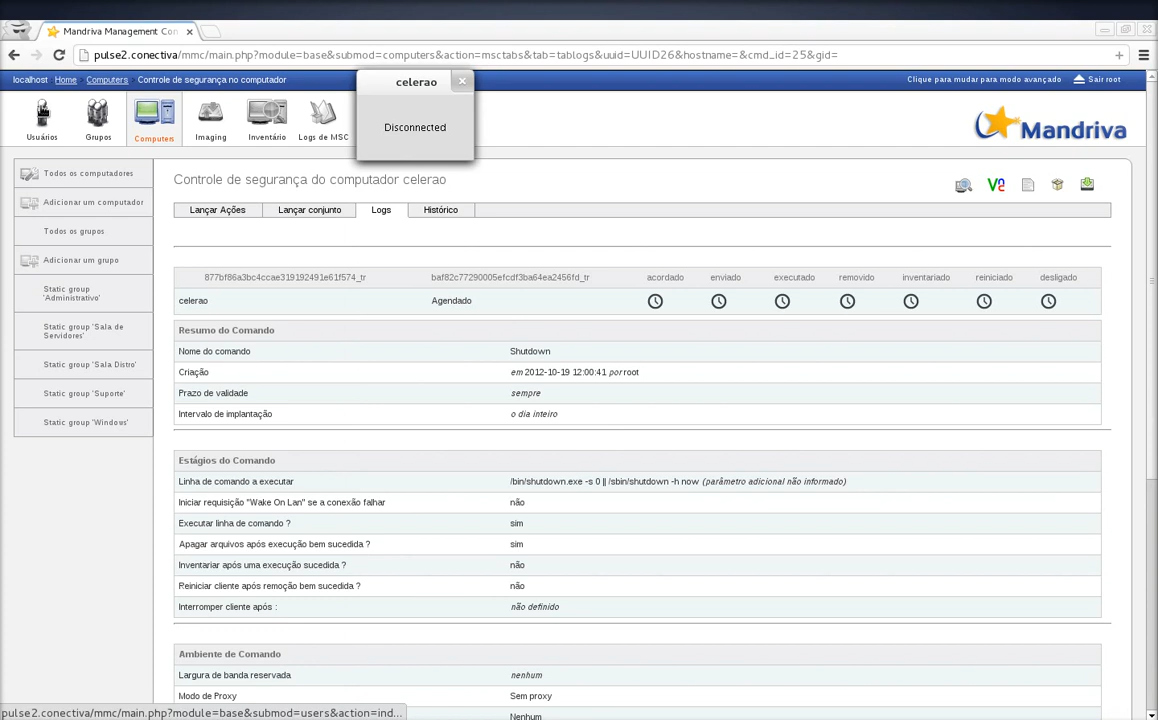 Mandriva Management Con
pulse2.conectiva/mmc/main.php?module=base&submod=computers&action=msctabs&tab=tablogs&uuid=UUID26&hostname=&cmd_id=25&gid=
localhost Home Computers Controle de segurança no computador
Clique para mudar para modo avançado Sair root
celerao
Disconnected
Usuários Grupos Computers Imaging Inventário Logs de MSC
Mandriva
Todos os computadores
Adicionar um computador
Todos os grupos
Adicionar um grupo
Static group
'Administrativo'
Static group 'Sala de
Servidores'
Static group 'Sala Distro'
Static group 'Suporte'
Static group 'Windows'
Controle de segurança do computador celerao
Lançar Ações Lançar conjunto Logs Histórico
877bf86a3bc4ccae319192491e61f574_tr baf82c77290005efcdf3ba64ea2456fd_tr acordado enviado executado removido inventariado reiniciado desligado
celerao Agendado
Resumo do Comando
Nome do comando Shutdown
Criação em 2012-10-19 12:00:41 por root
Prazo de validade sempre
Intervalo de implantação o dia inteiro
Estágios do Comando
Linha de comando a executar /bin/shutdown.exe -s 0 || /sbin/shutdown -h now (parâmetro adicional não informado)
Iniciar requisição "Wake On Lan" se a conexão falhar não
Executar linha de comando ? sim
Apagar arquivos após execução bem sucedida ? sim
Inventariar após uma execução sucedida ? não
Reiniciar cliente após remoção bem sucedida ? não
Interromper cliente após : não definido
Ambiente de Comando
Largura de banda reservada nenhum
Modo de Proxy Sem proxy
Nenhum
pulse2.conectiva/mmc/main.php?module=base&submod=users&action=ind...